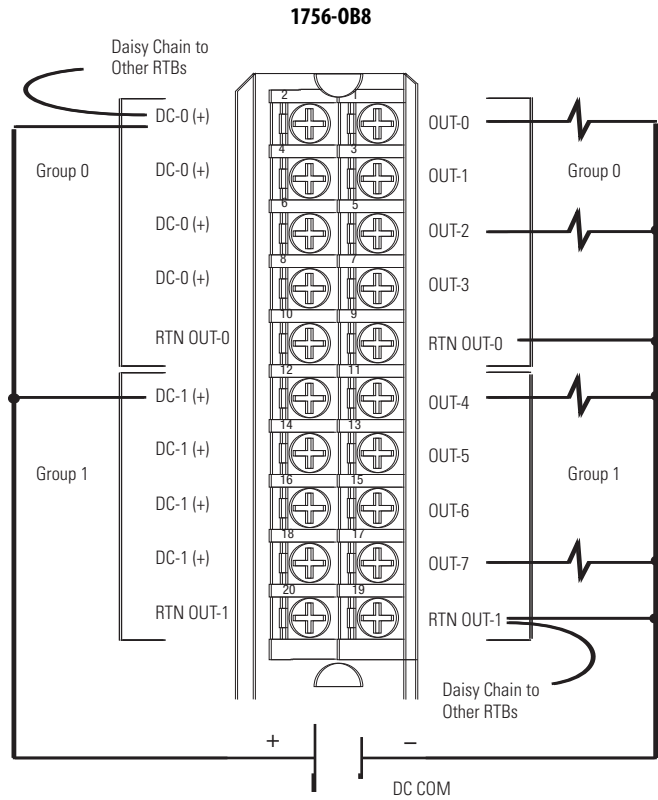 1756-OB8
Daisy Chain to
Other RTBs
2 1
DC-0 (+) OUT-0
4 3
Group 0 DC-0 (+) OUT-1 Group 0
6 5
DC-0 (+) OUT-2
8 7
DC-0 (+) OUT-3
10 9
RTN OUT-0 RTN OUT-0
12 11
DC-1 (+) OUT-4
14 13
DC-1 (+) OUT-5
Group 1 Group 1
16 15
DC-1 (+) OUT-6
18 17
DC-1 (+) OUT-7
20 19
RTN OUT-1 RTN OUT-1
Daisy Chain to
Other RTBs
+ –
DC COM